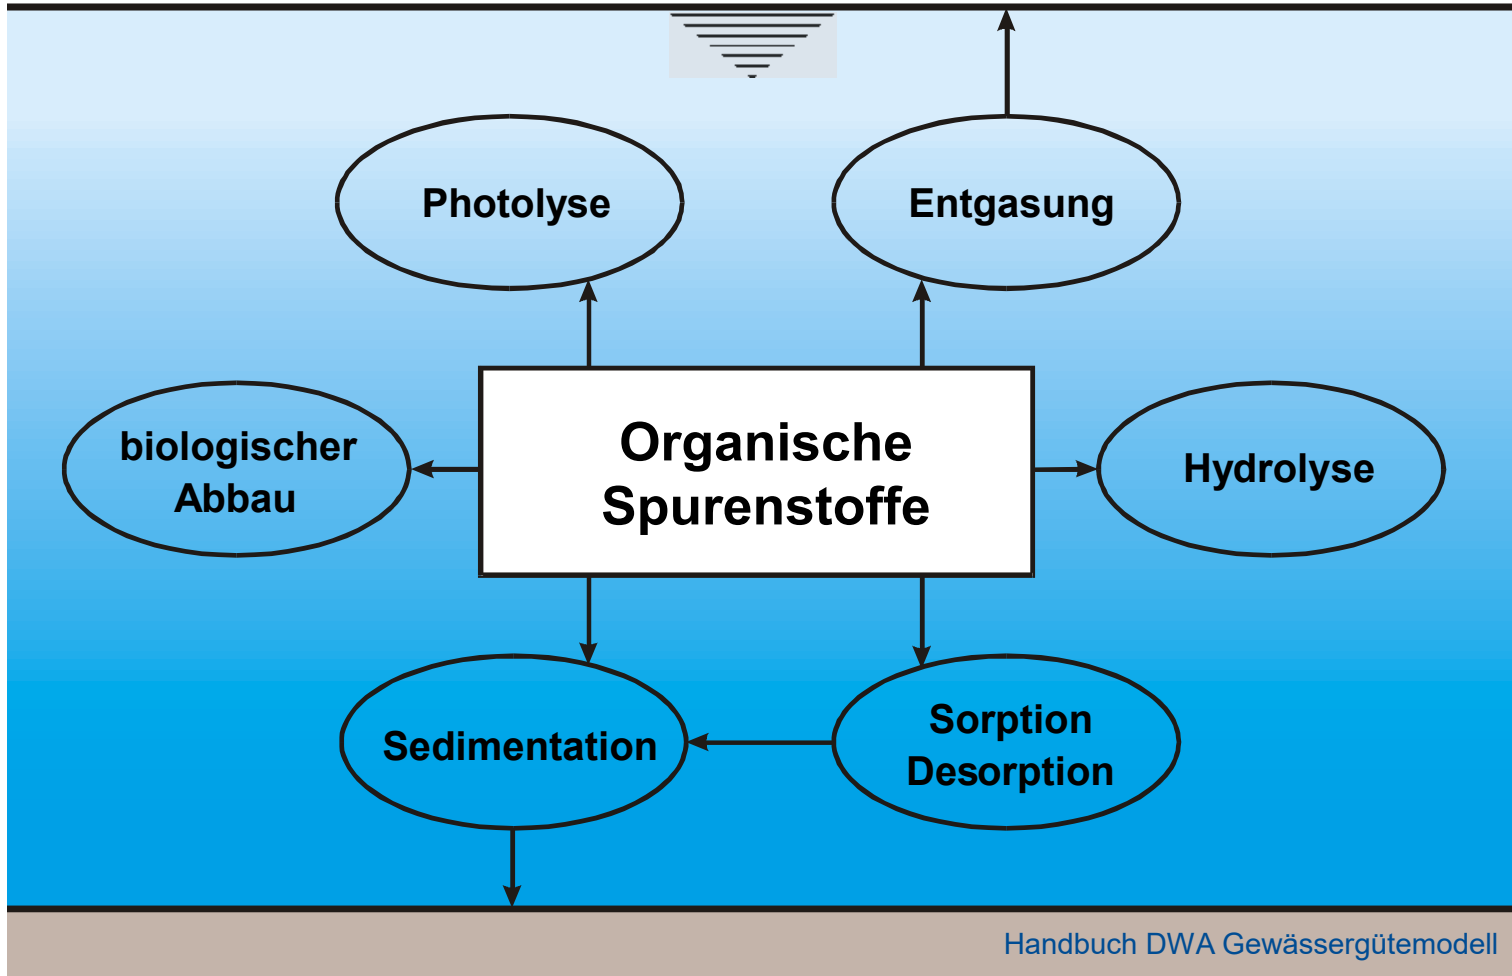 Photolyse
Entgasung
biologischer
Abbau
Organische
Spurenstoffe
Hydrolyse
Sedimentation
Sorption
Desorption
Handbuch DWA Gewässergütemodell